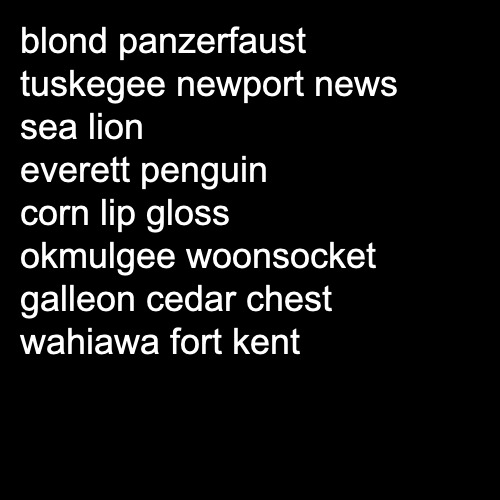 blond panzerfaust
tuskegee newport news
sea lion
everett penguin
corn lip gloss
okmulgee woonsocket
galleon cedar chest
wahiawa fort kent